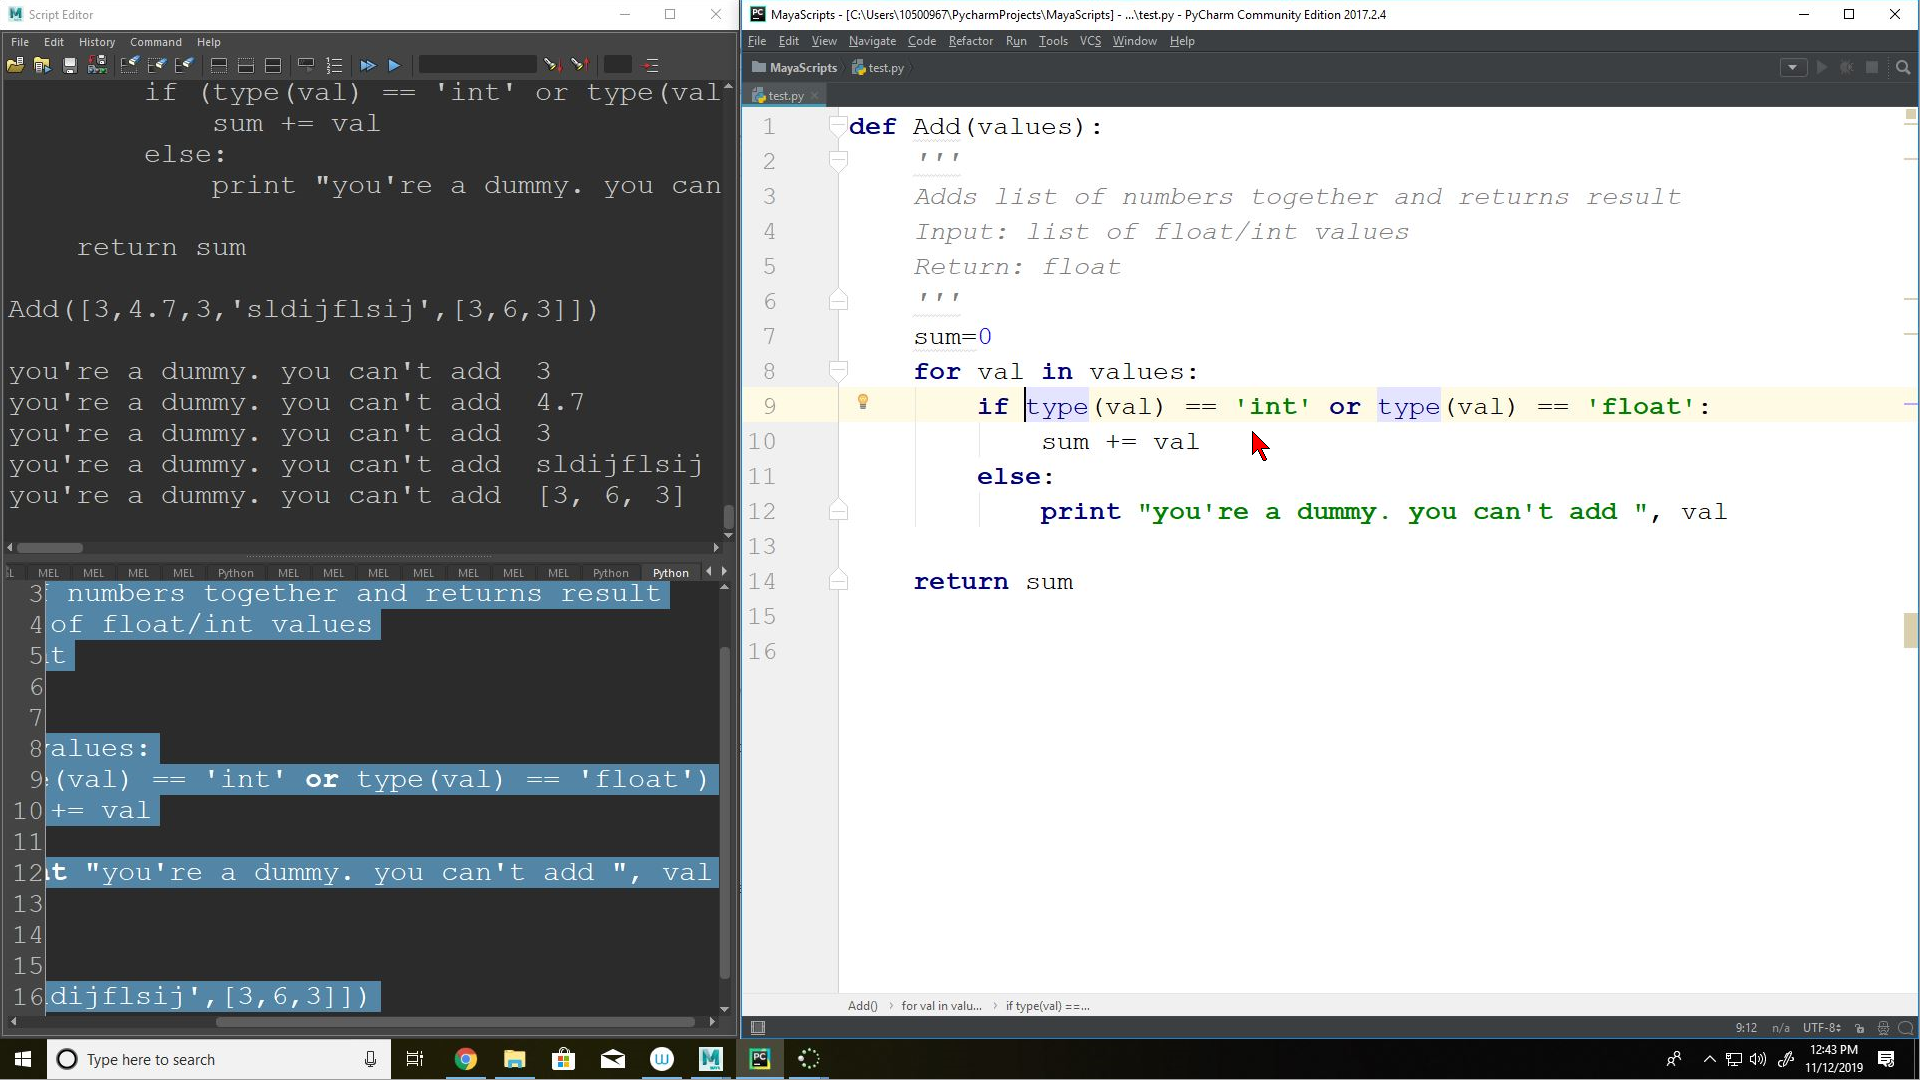 Script Editor
File Edit History Command Help
if (type(val) == 'int' or type(val
sum += val
else:
print "you're a dummy. you can
return sum
Add([3,4.7,3,'sldijflsij',[3,6,3]])
you're a dummy. you can't add 3
you're a dummy. you can't add 4.7
you're a dummy. you can't add 3
you're a dummy. you can't add sldijflsij
you're a dummy. you can't add [3, 6, 3]
MEL MEL MEL MEL Python MEL MEL MEL MEL MEL MEL MEL Python Python
3 numbers together and returns result
4 of float/int values
5 t
6
7
8 values:
9 (val) == 'int' or type(val) == 'float')
10 += val
11
12 t "you're a dummy. you can't add ", val
13
14
15
16 dijflsij',[3,6,3]])
MayaScripts - [C:\Users\10500967\PycharmProjects\MayaScripts] - ...\test.py - PyCharm Community Edition 2017.2.4
File Edit View Navigate Code Refactor Run Tools VCS Window Help
MayaScripts test.py
test.py
1 def Add(values):
2 '''
3 Adds list of numbers together and returns result
4 Input: list of float/int values
5 Return: float
6 '''
7 sum=0
8 for val in values:
9 if type(val) == 'int' or type(val) == 'float':
10 sum += val
11 else:
12 print "you're a dummy. you can't add ", val
13
14 return sum
15
16
Add() for val in valu... if type(val) ==...
9:12 n/a UTF-8
Type here to search
12:43 PM
11/12/2019